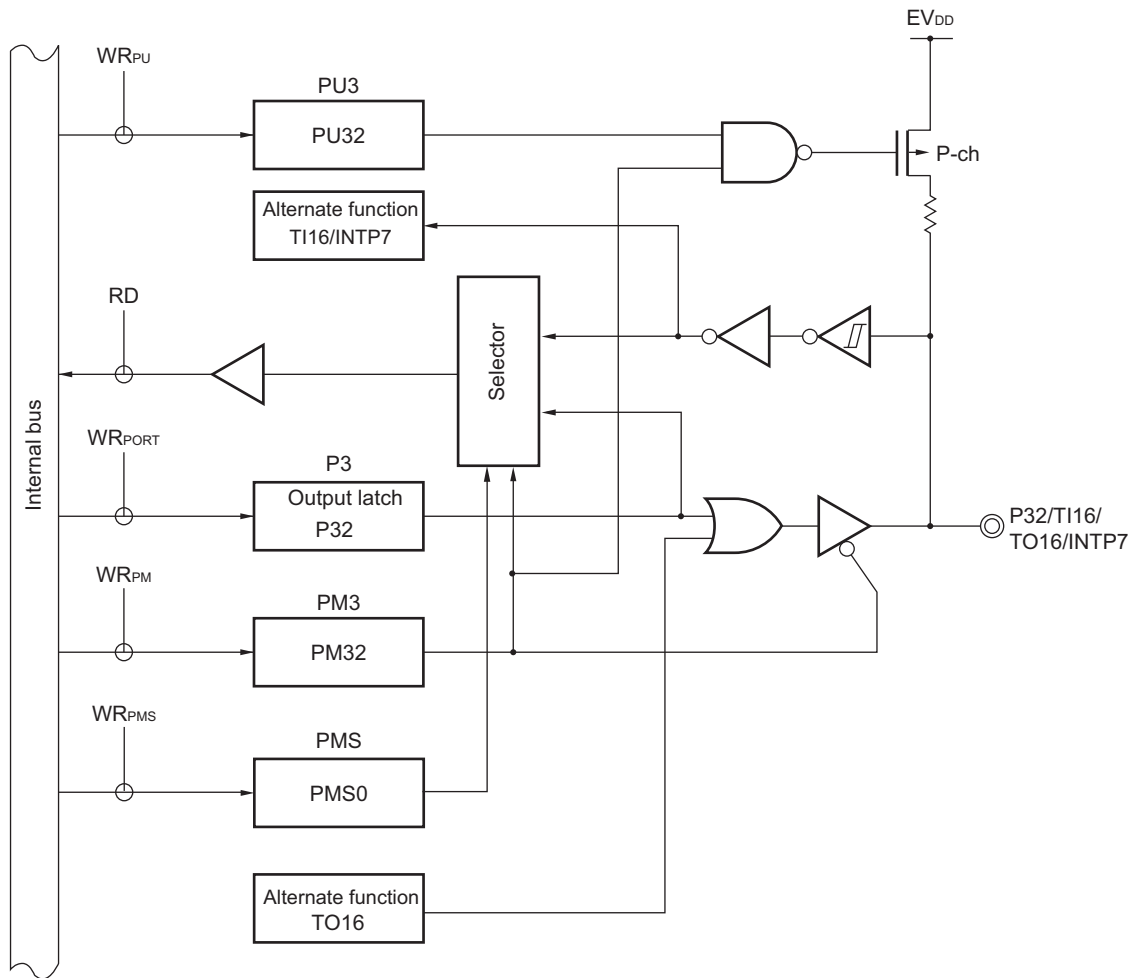 EVDD
WRPU
PU3
PU32
P-ch
Alternate function
TI16/INTP7
RD
Selector
Internal bus
WRPORT
P3
Output latch
P32
P32/TI16/
TO16/INTP7
WRPM
PM3
PM32
WRPMS
PMS
PMS0
Alternate function
TO16